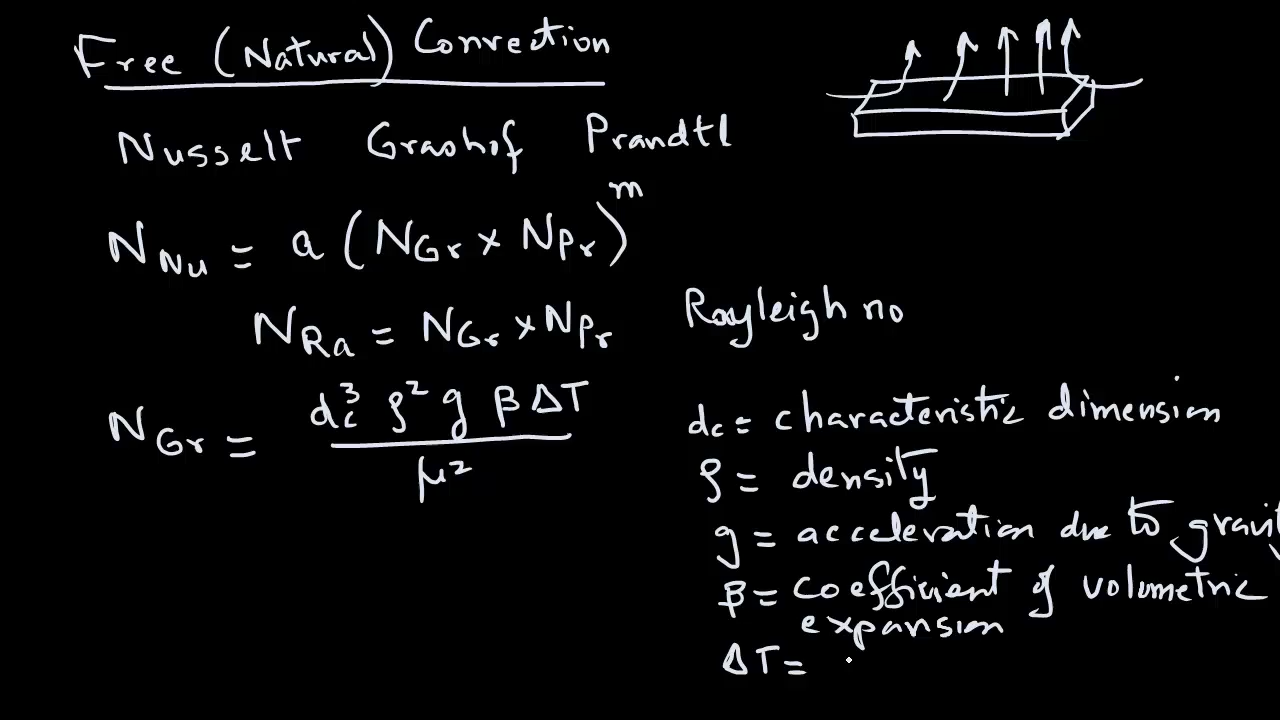 Free (Natural) Convection
Nusselt Grashof Prandtl
N_Nu = a (N_Gr × N_Pr)^m
N_Ra = N_Gr × N_Pr Rayleigh no
N_Gr = d_c^3 ρ^2 g β ΔT / μ^2
d_c = characteristic dimension
ρ = density
g = acceleration due to gravit
β = coefficient of volumetric
expansion
ΔT =